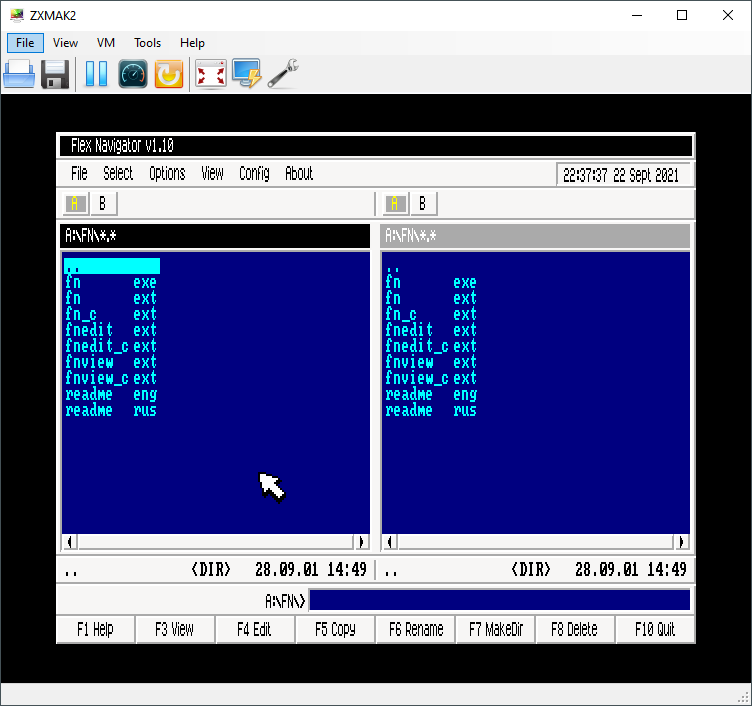 ZXMAK2
File View VM Tools Help
Flex Navigator v1.10
File Select Options View Config About 22:37:37 22 Sept 2021
A B A B
A:\FN\*.* A:\FN\*.*
.. ..
fn exe fn exe
fn ext fn ext
fn_c ext fn_c ext
fnedit ext fnedit ext
fnedit_c ext fnedit_c ext
fnview ext fnview ext
fnview_c ext fnview_c ext
readme eng readme eng
readme rus readme rus
.. <DIR> 28.09.01 14:49 .. <DIR> 28.09.01 14:49
A:\FN\>
F1 Help F3 View F4 Edit F5 Copy F6 Rename F7 MakeDir F8 Delete F10 Quit